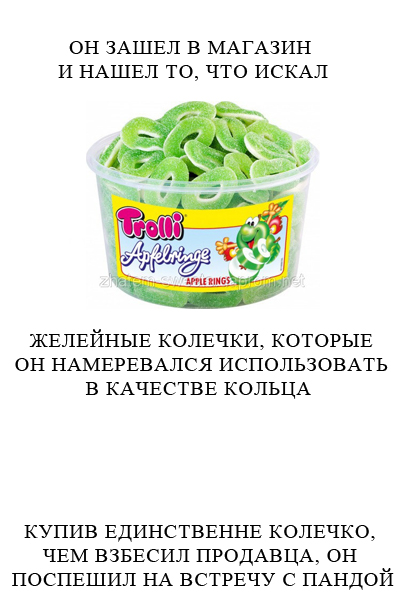 ОН ЗАШЕЛ В МАГАЗИН
И НАШЕЛ ТО, ЧТО ИСКАЛ
Trolli
Apfelringe
APPLE RINGS
ЖЕЛЕЙНЫЕ КОЛЕЧКИ, КОТОРЫЕ
ОН НАМЕРЕВАЛСЯ ИСПОЛЬЗОВАТЬ
В КАЧЕСТВЕ КОЛЬЦА
КУПИВ ЕДИНСТВЕННЕ КОЛЕЧКО,
ЧЕМ ВЗБЕСИЛ ПРОДАВЦА, ОН
ПОСПЕШИЛ НА ВСТРЕЧУ С ПАНДОЙ